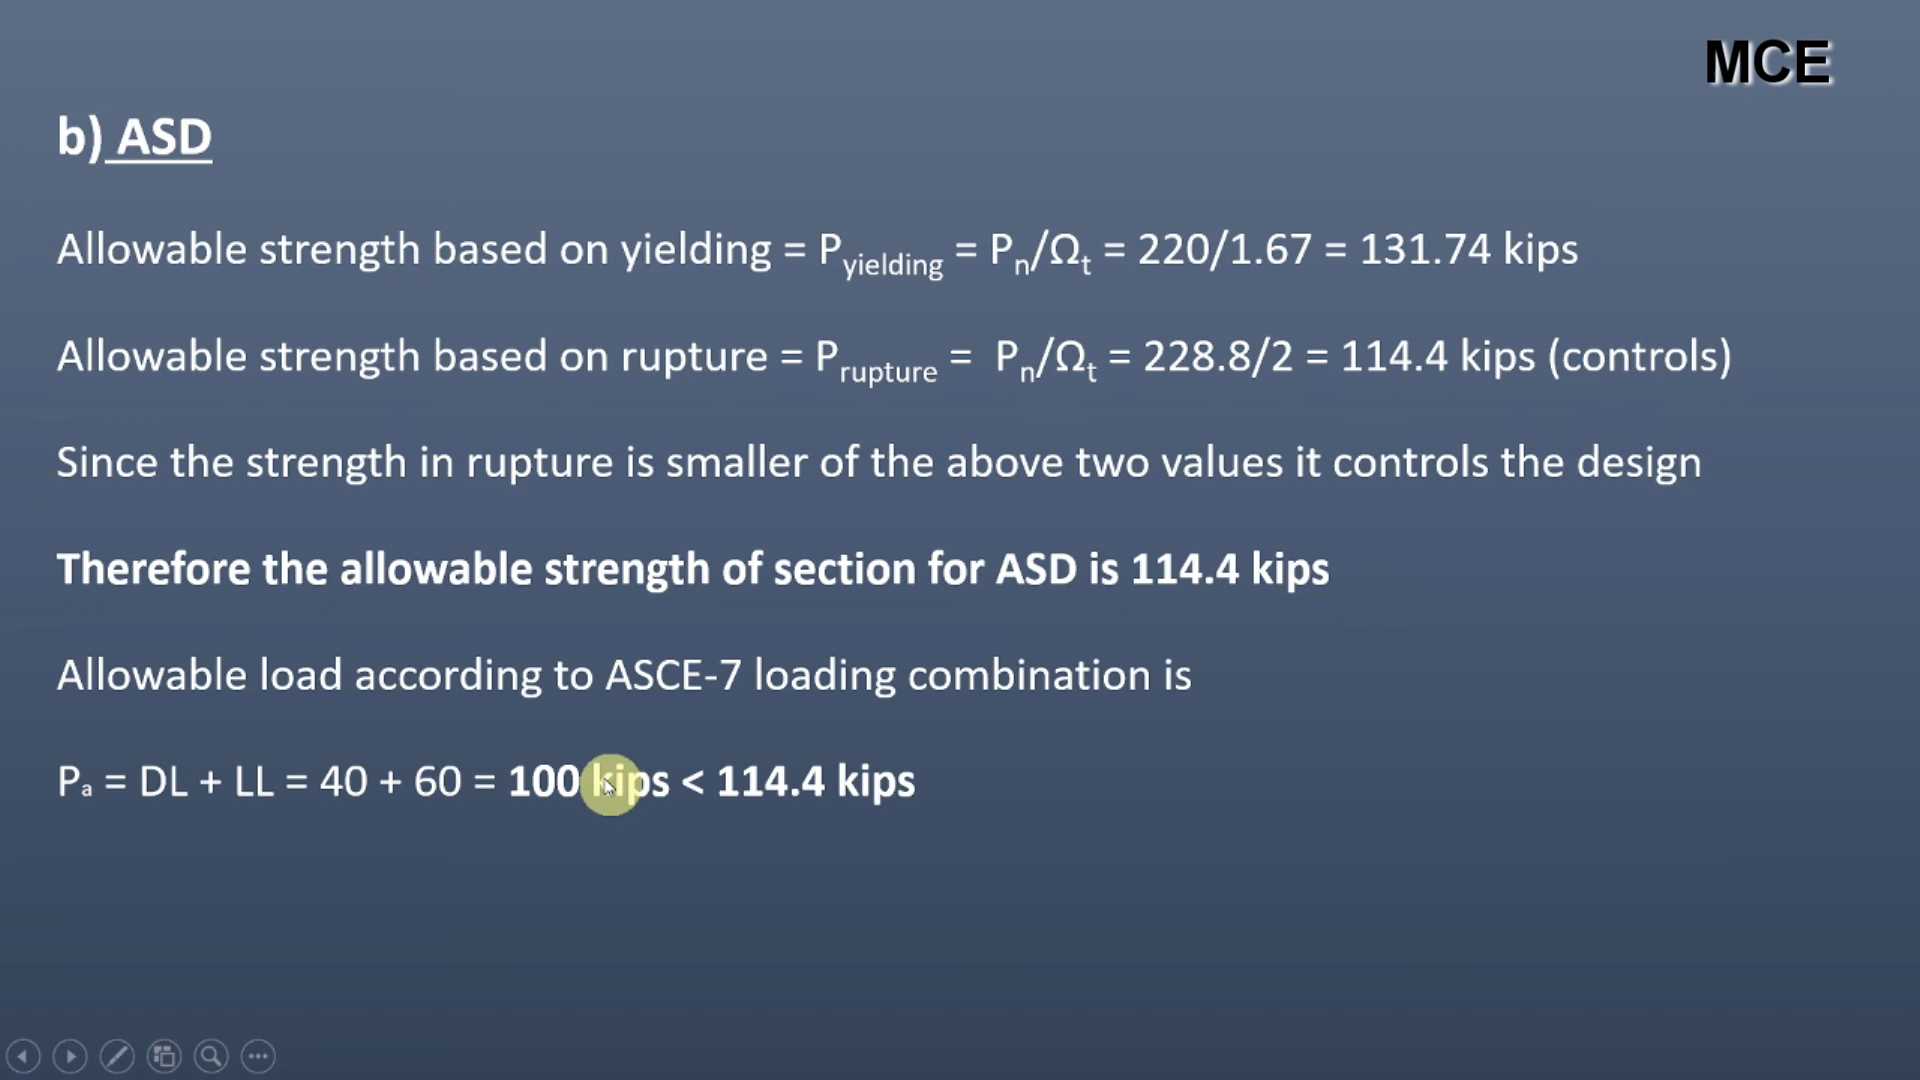 MCE
b) ASD
Allowable strength based on yielding = Pyielding = Pn/Ωt = 220/1.67 = 131.74 kips
Allowable strength based on rupture = Prupture = Pn/Ωt = 228.8/2 = 114.4 kips (controls)
Since the strength in rupture is smaller of the above two values it controls the design
Therefore the allowable strength of section for ASD is 114.4 kips
Allowable load according to ASCE-7 loading combination is
Pa = DL + LL = 40 + 60 = 100 kips < 114.4 kips